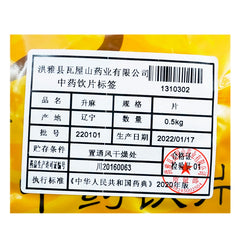 洪雅县瓦屋山药业有限公司
中药饮片标签 1310302
品名 升麻 规格 片
产地 辽宁 数量 0.5kg
批号 220101 生产日期 2022/01/17
贮存条件 置通风干燥处
药品生产许可证编号 川20160063
合格证
检验员 01
执行标准 《中华人民共和国药典》2020年版
中药饮片